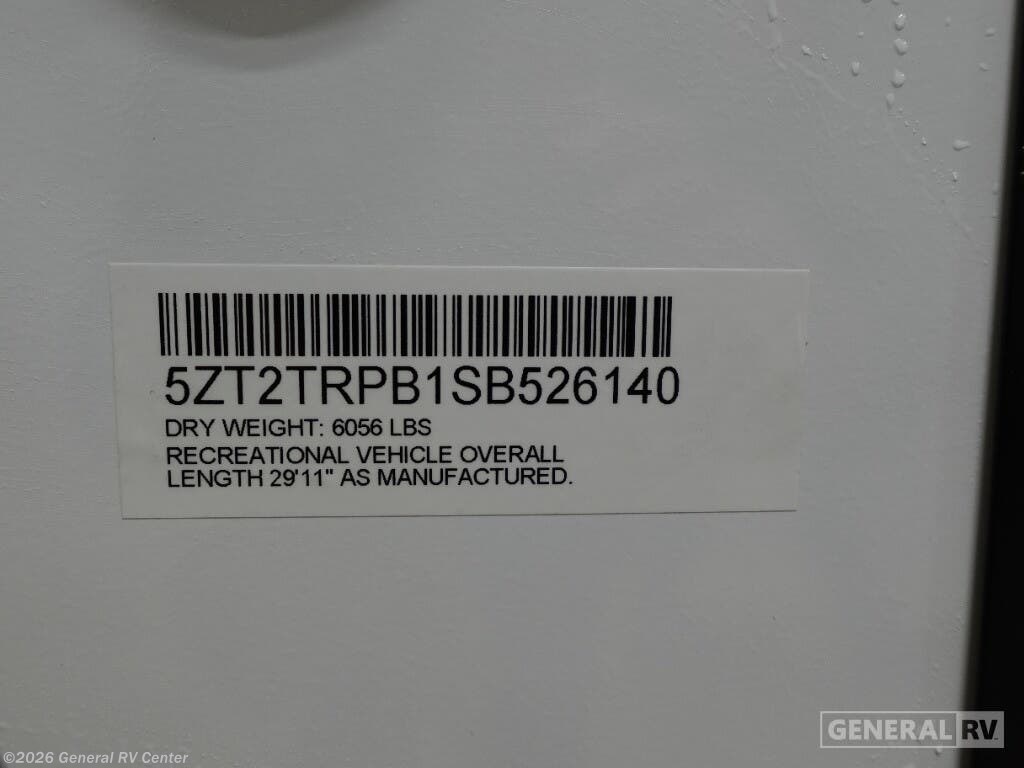 5ZT2TRPB1SB526140
DRY WEIGHT: 6056 LBS
RECREATIONAL VEHICLE OVERALL
LENGTH 29'11" AS MANUFACTURED.
GENERAL RV
©2026 General RV Center